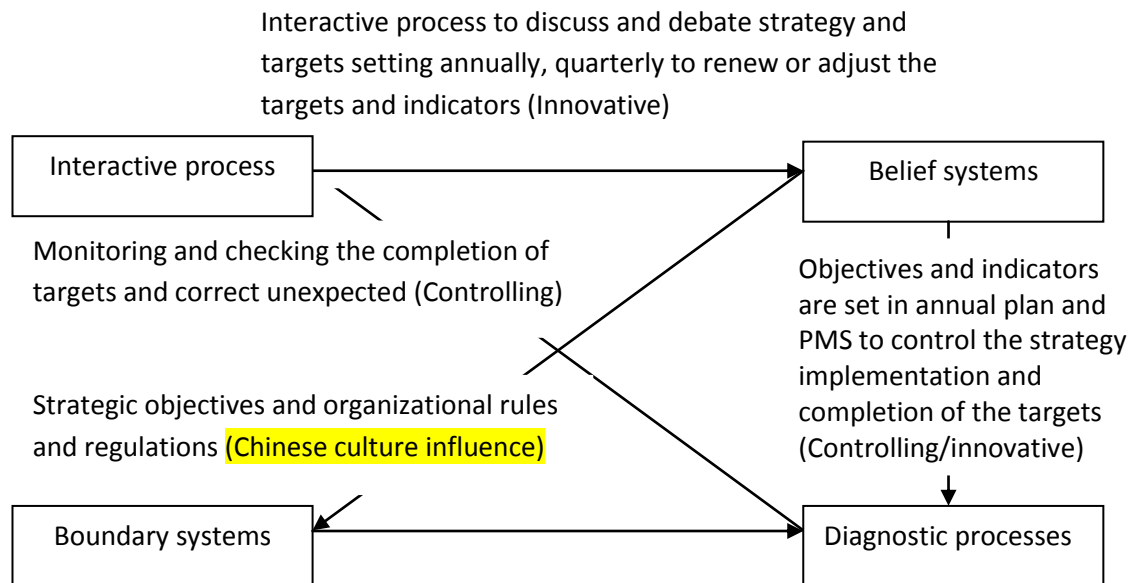 Interactive process to discuss and debate strategy and
targets setting annually, quarterly to renew or adjust the
targets and indicators (Innovative)
Interactive process
Belief systems
Monitoring and checking the completion of
targets and correct unexpected (Controlling)
Objectives and indicators
are set in annual plan and
PMS to control the strategy
implementation and
completion of the targets
(Controlling/innovative)
Strategic objectives and organizational rules
and regulations (Chinese culture influence)
Boundary systems
Diagnostic processes